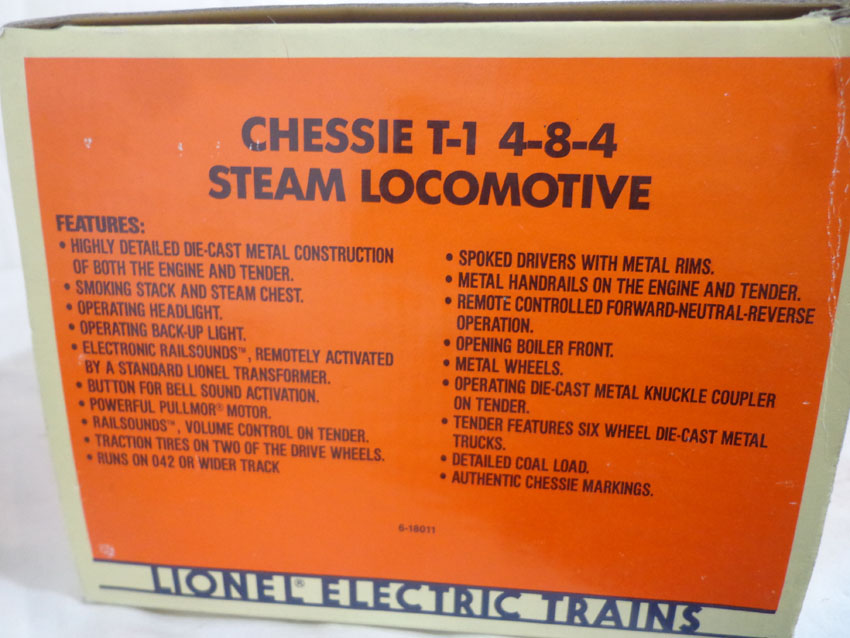 CHESSIE T-1 4-8-4
STEAM LOCOMOTIVE
FEATURES:
• HIGHLY DETAILED DIE-CAST METAL CONSTRUCTION
OF BOTH THE ENGINE AND TENDER.
• SMOKING STACK AND STEAM CHEST.
• OPERATING HEADLIGHT.
• OPERATING BACK-UP LIGHT.
• ELECTRONIC RAILSOUNDS™, REMOTELY ACTIVATED
BY A STANDARD LIONEL TRANSFORMER.
• BUTTON FOR BELL SOUND ACTIVATION.
• POWERFUL PULLMOR® MOTOR.
• RAILSOUNDS™, VOLUME CONTROL ON TENDER.
• TRACTION TIRES ON TWO OF THE DRIVE WHEELS.
• RUNS ON 042 OR WIDER TRACK
• SPOKED DRIVERS WITH METAL RIMS.
• METAL HANDRAILS ON THE ENGINE AND TENDER.
• REMOTE CONTROLLED FORWARD-NEUTRAL-REVERSE
OPERATION.
• OPENING BOILER FRONT.
• METAL WHEELS.
• OPERATING DIE-CAST METAL KNUCKLE COUPLER
ON TENDER.
• TENDER FEATURES SIX WHEEL DIE-CAST METAL
TRUCKS.
• DETAILED COAL LOAD.
• AUTHENTIC CHESSIE MARKINGS.
6-18011
LIONEL® ELECTRIC TRAINS